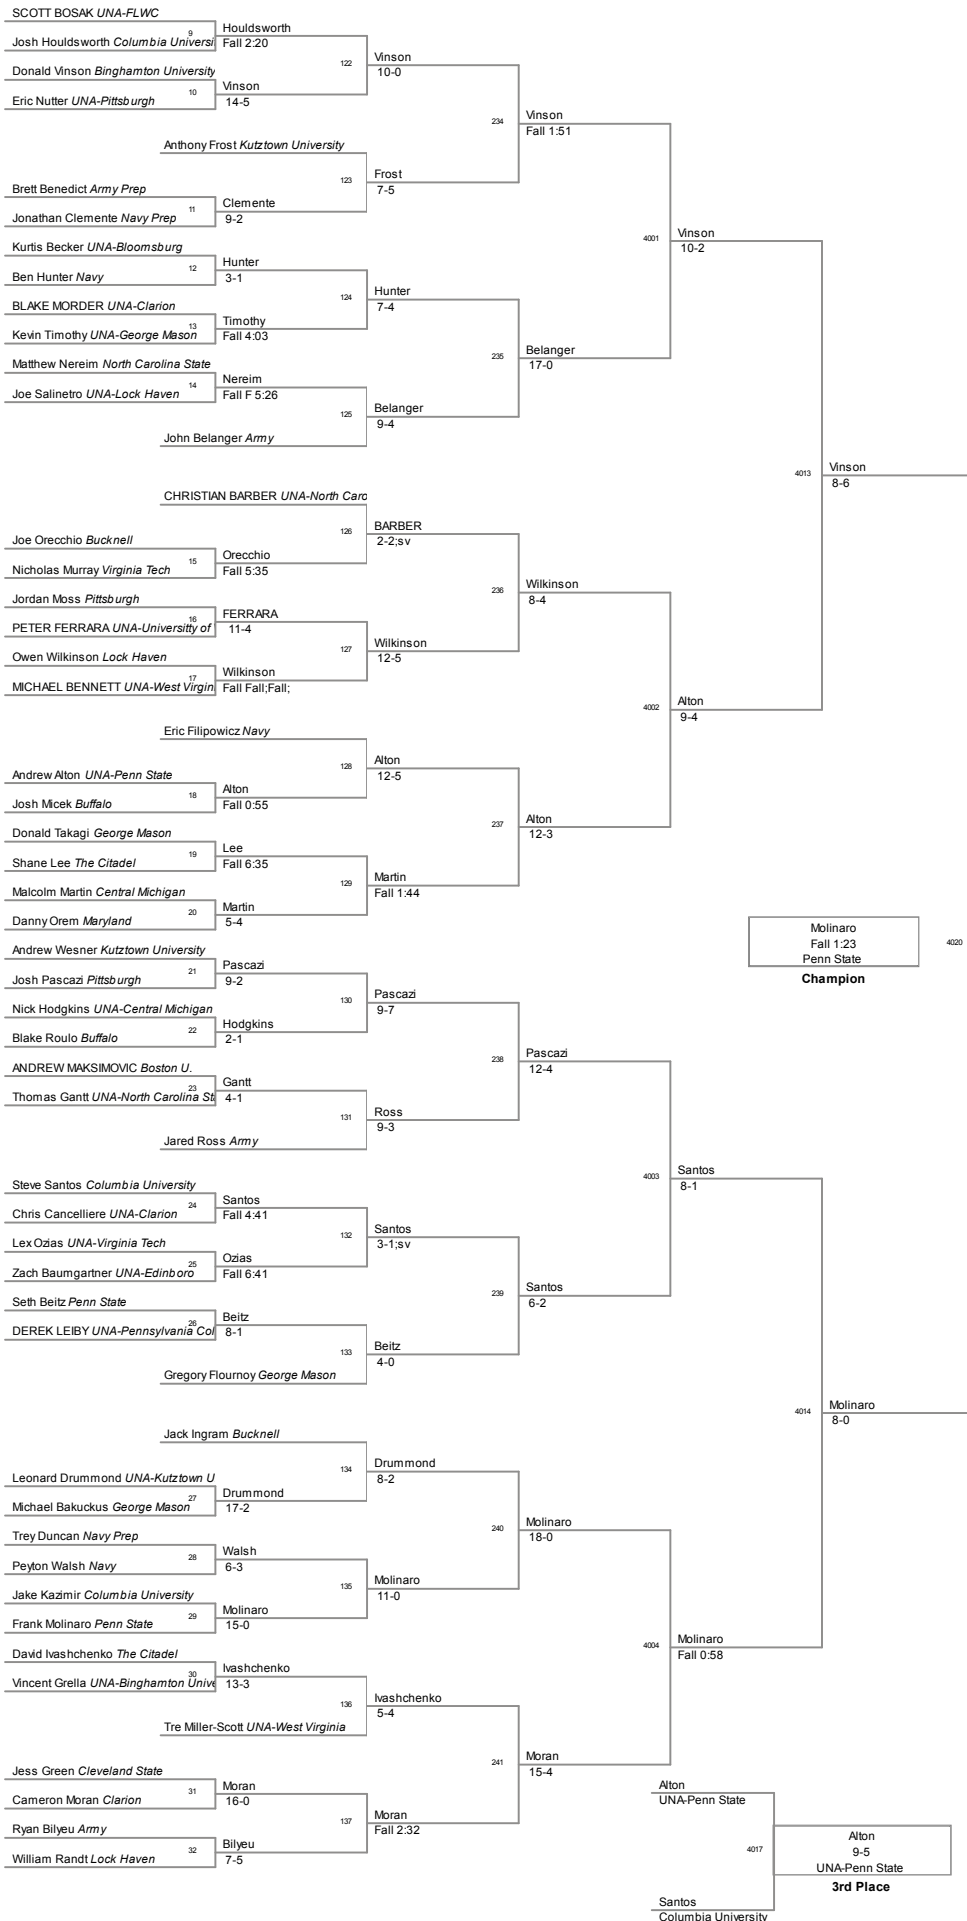 SCOTT BOSAK UNA-FLWC
9
Houldsworth
Josh Houldsworth Columbia Universi
Fall 2:20
122
Vinson
10-0
Donald Vinson Binghamton University
10
Vinson
Eric Nutter UNA-Pittsburgh
14-5
234
Vinson
Fall 1:51
Anthony Frost Kutztown University
123
Frost
7-5
Brett Benedict Army Prep
11
Clemente
Jonathan Clemente Navy Prep
9-2
4001
Vinson
10-2
Kurtis Becker UNA-Bloomsburg
12
Hunter
Ben Hunter Navy
3-1
124
Hunter
7-4
BLAKE MORDER UNA-Clarion
13
Timothy
Kevin Timothy UNA-George Mason
Fall 4:03
235
Belanger
17-0
Matthew Nereim North Carolina State
14
Nereim
Joe Salinetro UNA-Lock Haven
Fall F 5:26
125
Belanger
9-4
John Belanger Army
4013
Vinson
8-6
CHRISTIAN BARBER UNA-North Caro
126
BARBER
2-2;sv
Joe Orecchio Bucknell
15
Orecchio
Nicholas Murray Virginia Tech
Fall 5:35
236
Wilkinson
8-4
Jordan Moss Pittsburgh
16
FERRARA
PETER FERRARA UNA-Universitty of
11-4
127
Wilkinson
12-5
Owen Wilkinson Lock Haven
17
Wilkinson
MICHAEL BENNETT UNA-West Virgin
Fall Fall;Fall;
4002
Alton
9-4
Eric Filipowicz Navy
128
Alton
12-5
Andrew Alton UNA-Penn State
18
Alton
Josh Micek Buffalo
Fall 0:55
237
Alton
12-3
Donald Takagi George Mason
19
Lee
Shane Lee The Citadel
Fall 6:35
129
Martin
Fall 1:44
Malcolm Martin Central Michigan
20
Martin
Danny Orem Maryland
5-4
Molinaro
Fall 1:23
Penn State
4020
Champion
Andrew Wesner Kutztown University
21
Pascazi
Josh Pascazi Pittsburgh
9-2
130
Pascazi
9-7
Nick Hodgkins UNA-Central Michigan
22
Hodgkins
Blake Roulo Buffalo
2-1
238
Pascazi
12-4
ANDREW MAKSIMOVIC Boston U.
23
Gantt
Thomas Gantt UNA-North Carolina Sta
4-1
131
Ross
9-3
Jared Ross Army
4003
Santos
8-1
Steve Santos Columbia University
24
Santos
Chris Cancelliere UNA-Clarion
Fall 4:41
132
Santos
3-1;sv
Lex Ozias UNA-Virginia Tech
25
Ozias
Zach Baumgartner UNA-Edinboro
Fall 6:41
239
Santos
6-2
Seth Beitz Penn State
26
Beitz
DEREK LEIBY UNA-Pennsylvania Col
8-1
133
Beitz
4-0
Gregory Flournoy George Mason
4014
Molinaro
8-0
Jack Ingram Bucknell
134
Drummond
8-2
Leonard Drummond UNA-Kutztown U
27
Drummond
Michael Bakuckus George Mason
17-2
240
Molinaro
18-0
Trey Duncan Navy Prep
28
Walsh
Peyton Walsh Navy
6-3
135
Molinaro
11-0
Jake Kazimir Columbia University
29
Molinaro
Frank Molinaro Penn State
15-0
4004
Molinaro
Fall 0:58
David Ivashchenko The Citadel
30
Ivashchenko
Vincent Grella UNA-Binghamton Unive
13-3
136
Ivashchenko
5-4
Tre Miller-Scott UNA-West Virginia
241
Moran
15-4
Jess Green Cleveland State
31
Moran
Cameron Moran Clarion
16-0
137
Moran
Fall 2:32
Ryan Bilyeu Army
32
Bilyeu
William Randt Lock Haven
7-5
Alton
UNA-Penn State
4017
Alton
9-5
UNA-Penn State
3rd Place
Santos
Columbia University